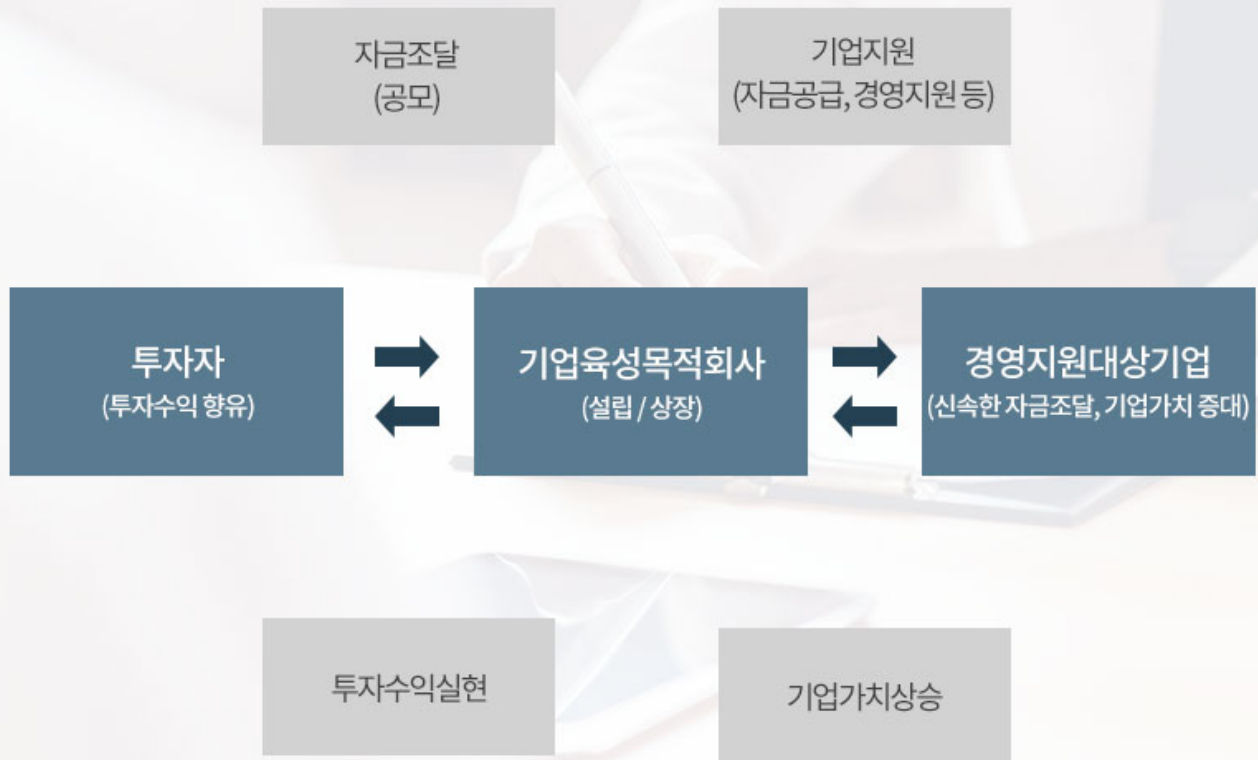 자금조달
(공모)
기업지원
(자금공급, 경영지원 등)
투자자
(투자수익 향유)
기업육성목적회사
(설립 / 상장)
경영지원대상기업
(신속한 자금조달, 기업가치 증대)
투자수익실현
기업가치상승